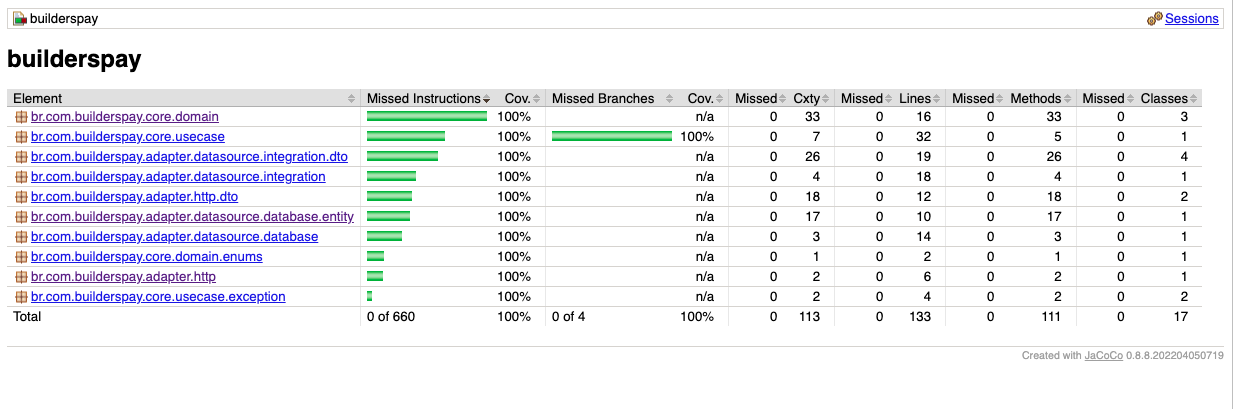 builderspay Sessions
builderspay
Element Missed Instructions Cov. Missed Branches Cov. Missed Cxty Missed Lines Missed Methods Missed Classes
br.com.builderspay.core.domain 100% n/a 0 33 0 16 0 33 0 3
br.com.builderspay.core.usecase 100% 100% 0 7 0 32 0 5 0 1
br.com.builderspay.adapter.datasource.integration.dto 100% n/a 0 26 0 19 0 26 0 4
br.com.builderspay.adapter.datasource.integration 100% n/a 0 4 0 18 0 4 0 1
br.com.builderspay.adapter.http.dto 100% n/a 0 18 0 12 0 18 0 2
br.com.builderspay.adapter.datasource.database.entity 100% n/a 0 17 0 10 0 17 0 1
br.com.builderspay.adapter.datasource.database 100% n/a 0 3 0 14 0 3 0 1
br.com.builderspay.core.domain.enums 100% n/a 0 1 0 2 0 1 0 1
br.com.builderspay.adapter.http 100% n/a 0 2 0 6 0 2 0 1
br.com.builderspay.core.usecase.exception 100% n/a 0 2 0 4 0 2 0 2
Total 0 of 660 100% 0 of 4 100% 0 113 0 133 0 111 0 17
Created with JaCoCo 0.8.8.202204050719